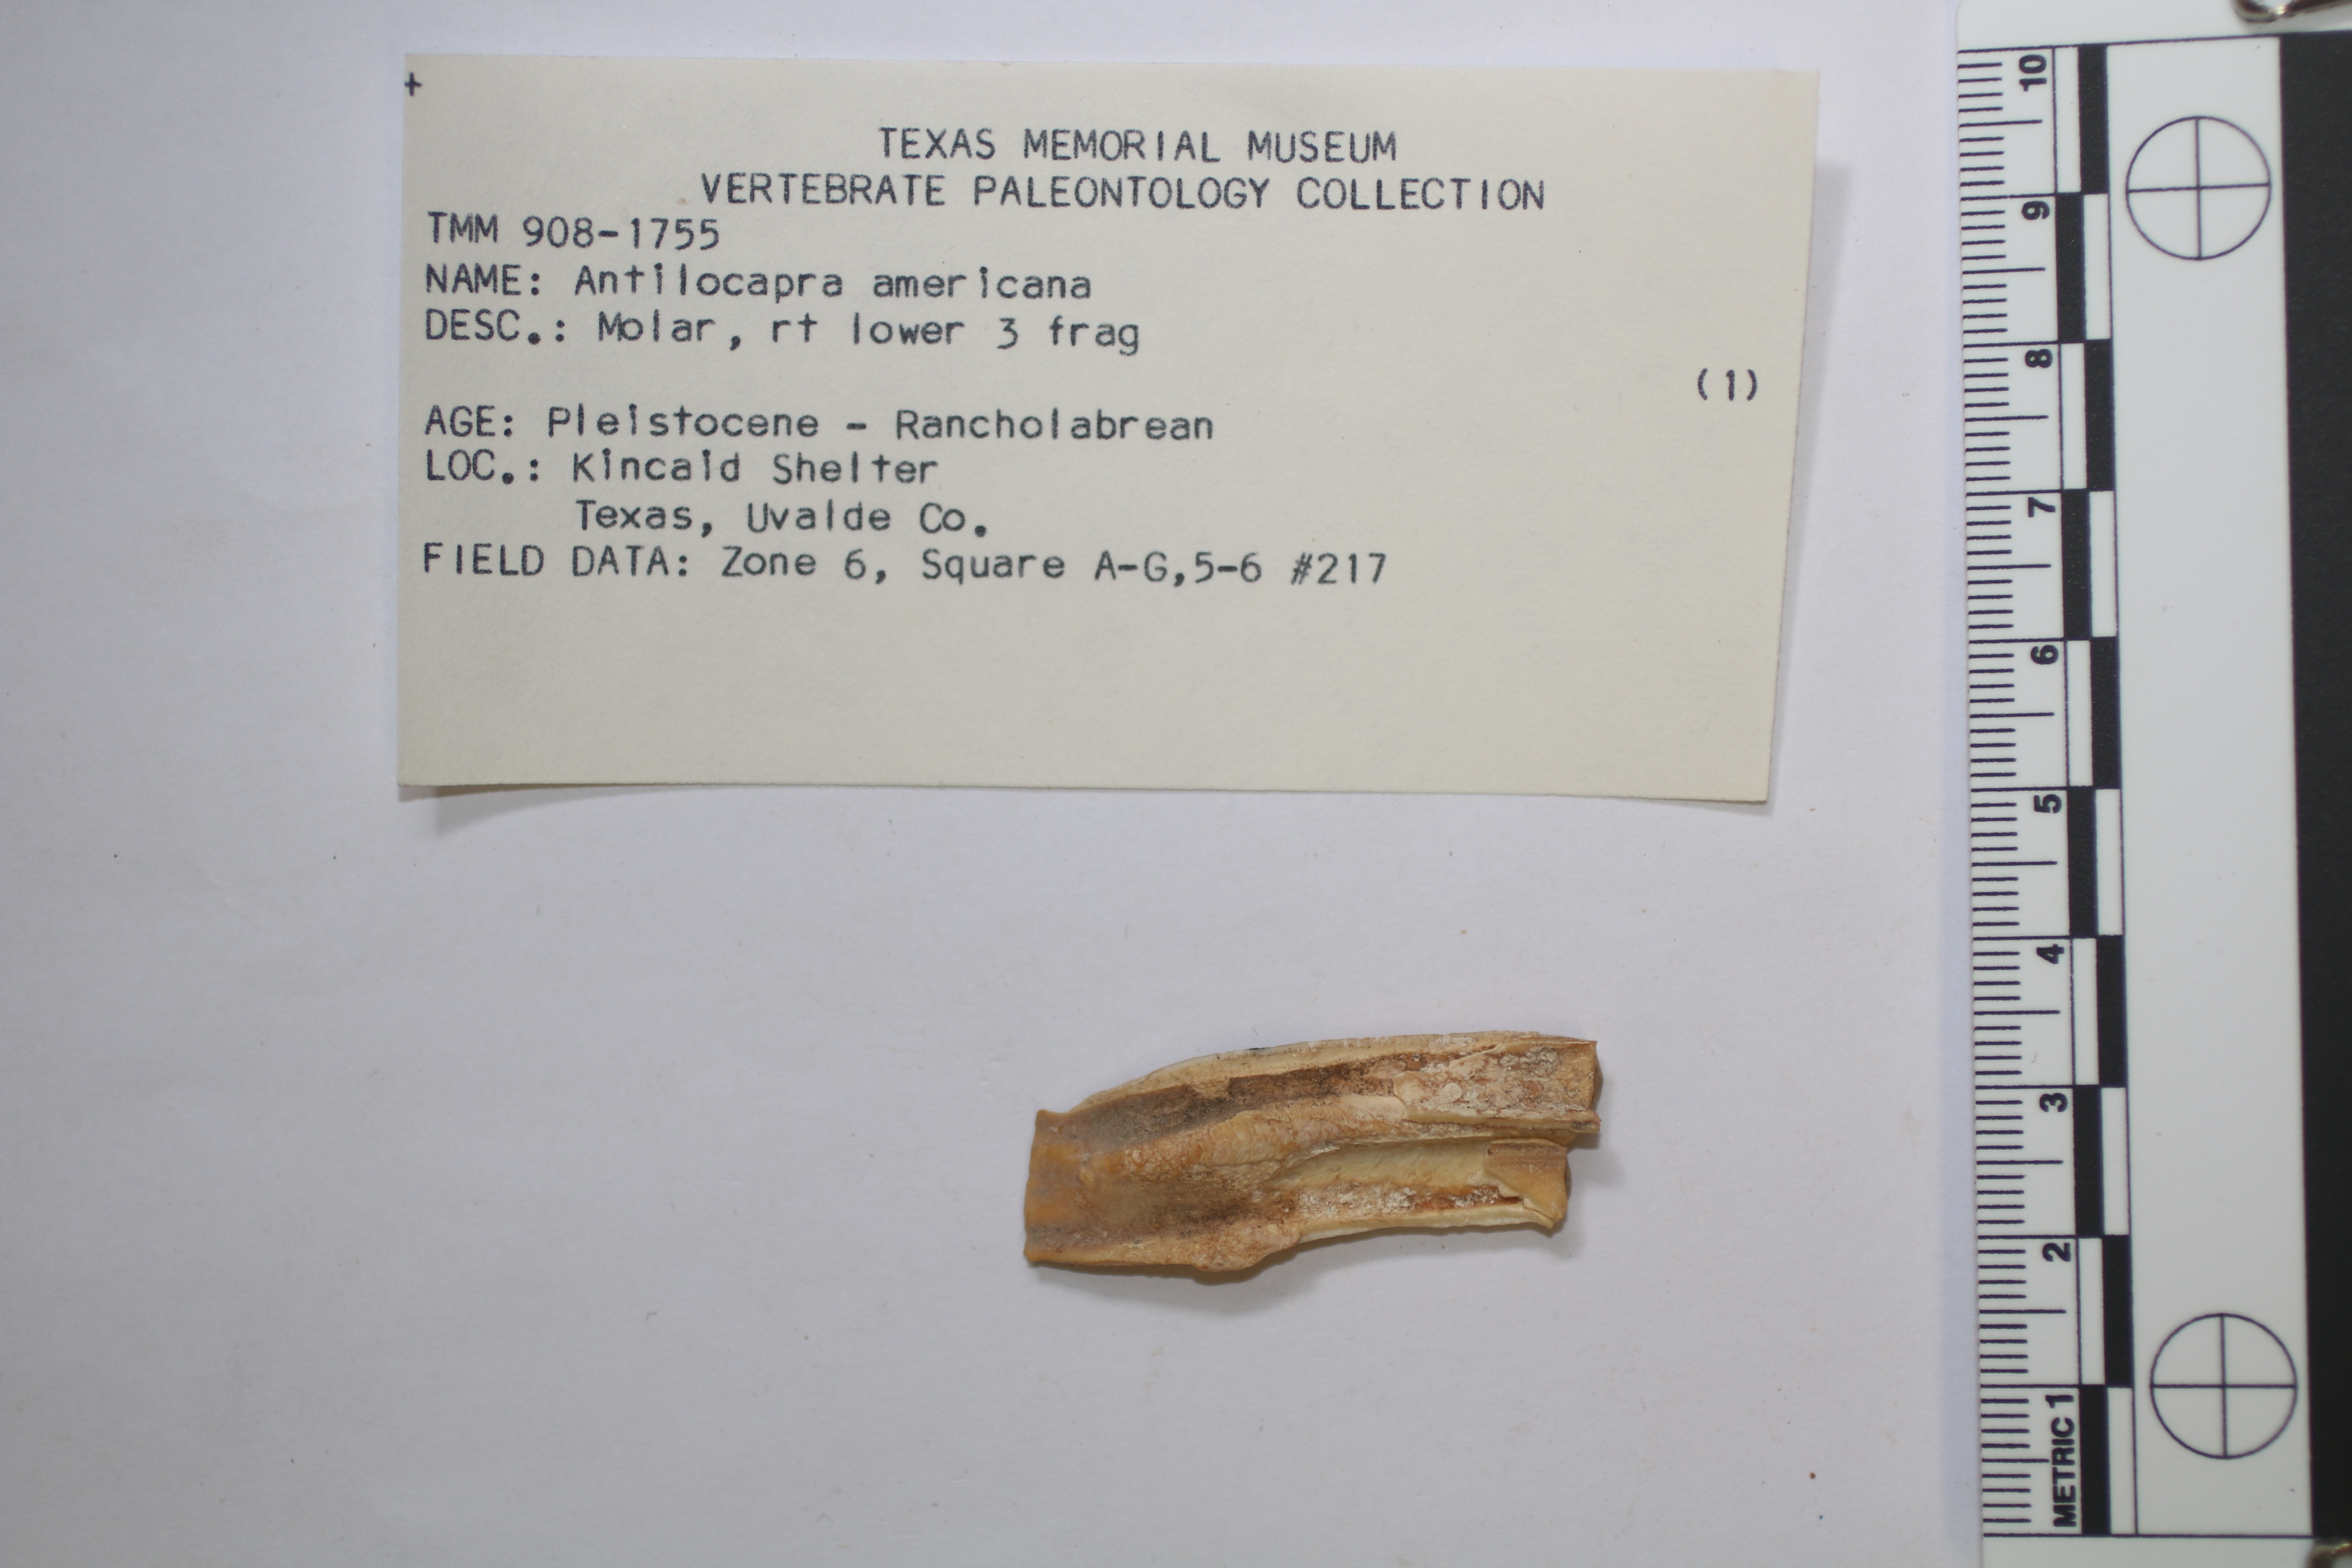 +
TEXAS MEMORIAL MUSEUM
VERTEBRATE PALEONTOLOGY COLLECTION
TMM 908-1755
NAME: Antilocapra americana
DESC.: Molar, rt lower 3 frag
(1)
AGE: Pleistocene - Rancholabrean
LOC.: Kincaid Shelter
Texas, Uvalde Co.
FIELD DATA: Zone 6, Square A-G,5-6 #217
METRIC 1 2 3 4 5 6 7 8 9 10